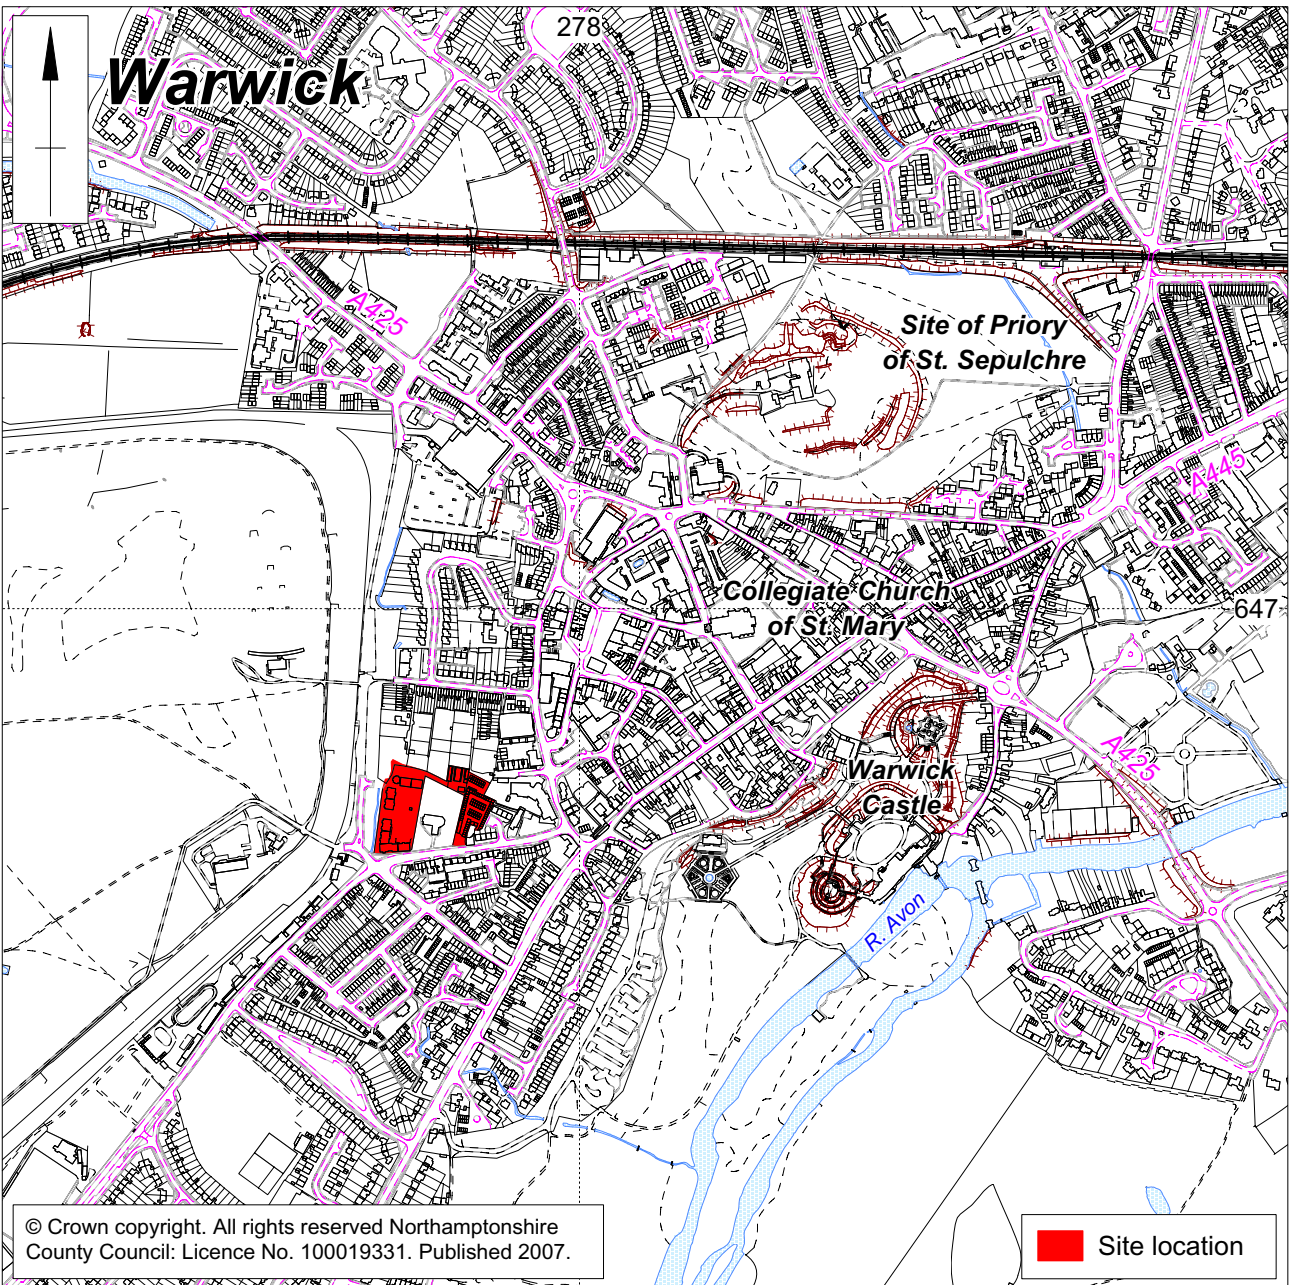 278
Warwick
A425
Site of Priory
of St. Sepulchre
A445
Collegiate Church
of St. Mary
647
A425
Warwick
Castle
R. Avon
© Crown copyright. All rights reserved Northamptonshire
County Council: Licence No. 100019331. Published 2007.
Site location